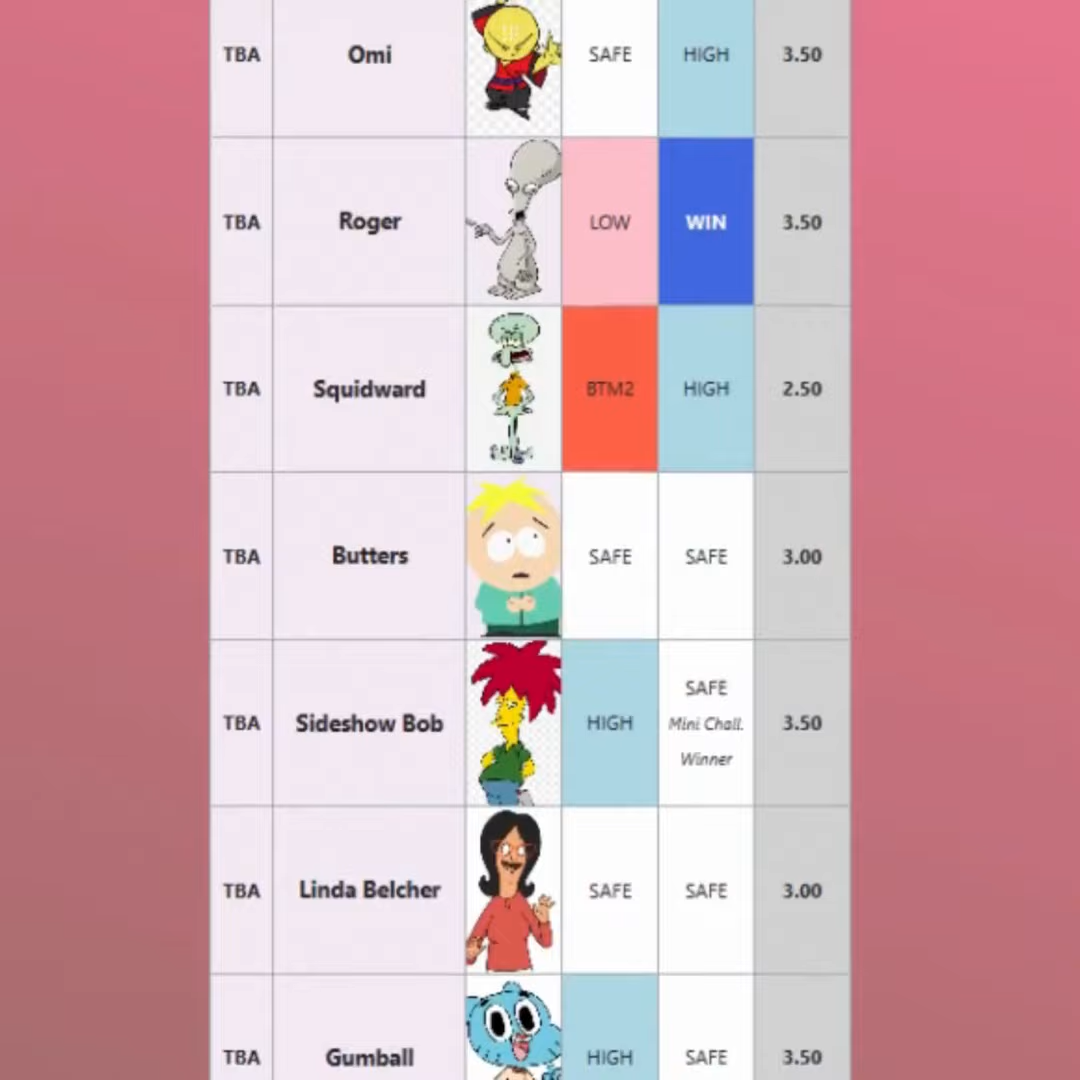 TBA Omi SAFE HIGH 3.50
TBA Roger LOW WIN 3.50
TBA Squidward BTM2 HIGH 2.50
TBA Butters SAFE SAFE 3.00
TBA Sideshow Bob HIGH SAFE Mini Chall. Winner 3.50
TBA Linda Belcher SAFE SAFE 3.00
TBA Gumball HIGH SAFE 3.50